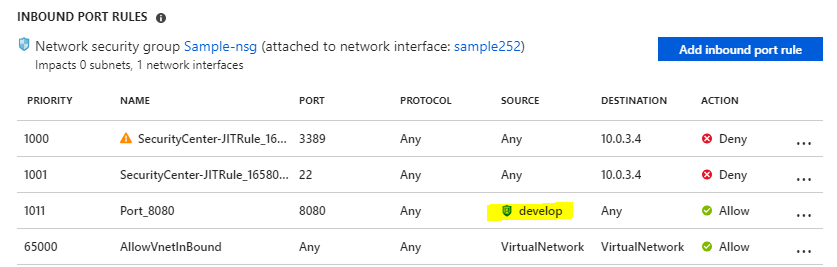 INBOUND PORT RULES
Network security group Sample-nsg (attached to network interface: sample252)
Impacts 0 subnets, 1 network interfaces
Add inbound port rule
PRIORITY NAME PORT PROTOCOL SOURCE DESTINATION ACTION
1000 SecurityCenter-JITRule_16... 3389 Any Any 10.0.3.4 Deny ...
1001 SecurityCenter-JITRule_16580... 22 Any Any 10.0.3.4 Deny ...
1011 Port_8080 8080 Any develop Any Allow ...
65000 AllowVnetInBound Any Any VirtualNetwork VirtualNetwork Allow ...